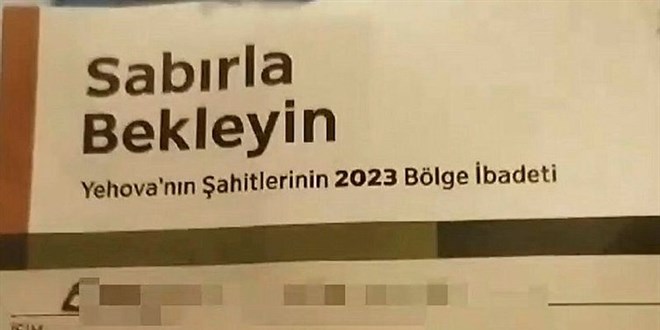 Sabırla
Bekleyin
Yehova'nın Şahitlerinin 2023 Bölge İbadeti